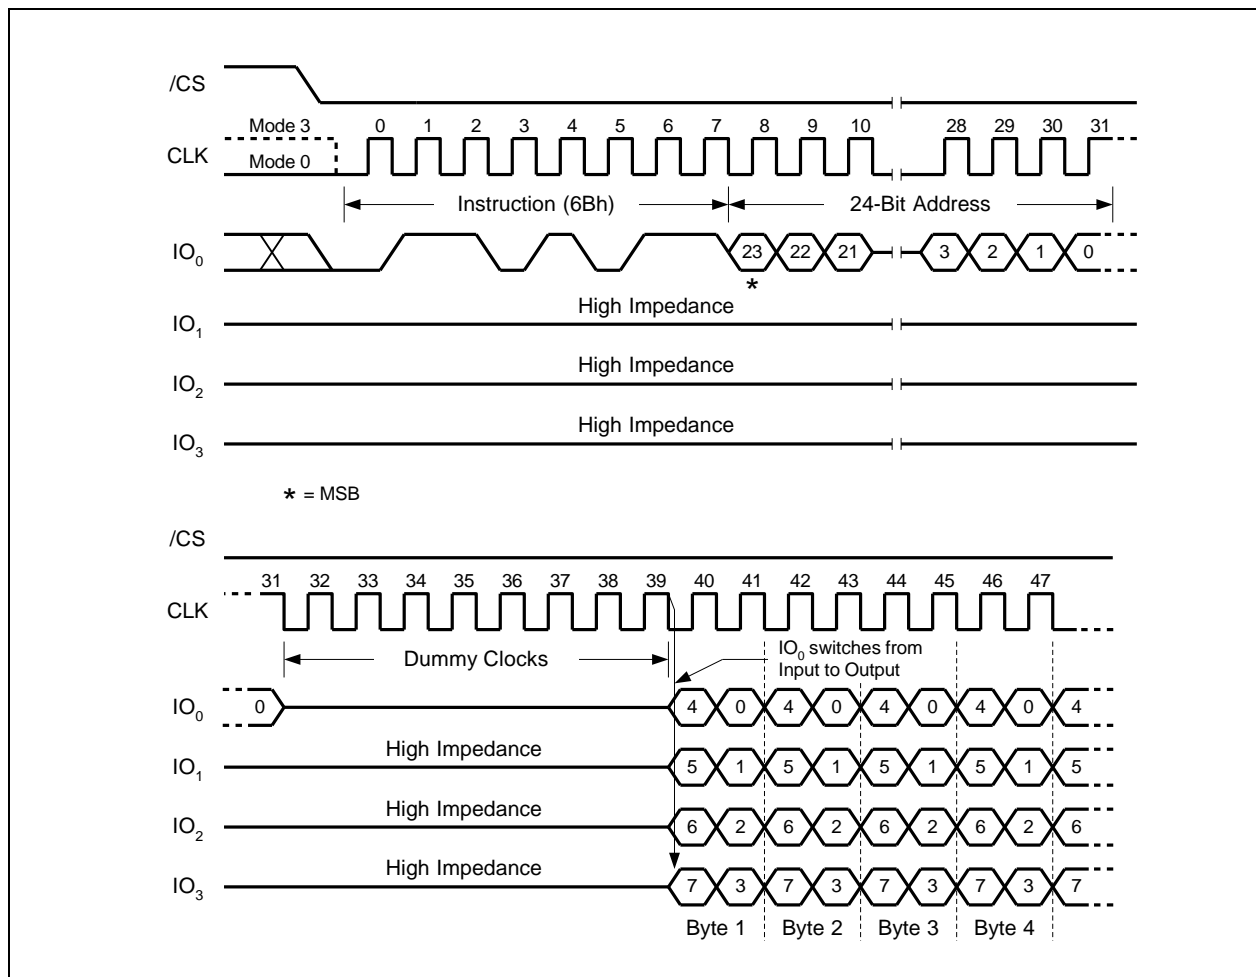 /CS
Mode 3 0 1 2 3 4 5 6 7 8 9 10 28 29 30 31
CLK Mode 0
Instruction (6Bh) 24-Bit Address
IO0 23 22 21 3 2 1 0
*
High Impedance
IO1
High Impedance
IO2
High Impedance
IO3
* = MSB
/CS
31 32 33 34 35 36 37 38 39 40 41 42 43 44 45 46 47
CLK
Dummy Clocks
IO0 switches from
Input to Output
IO0 0 4 0 4 0 4 0 4 0 4
High Impedance
IO1 5 1 5 1 5 1 5 1 5
High Impedance
IO2 6 2 6 2 6 2 6 2 6
High Impedance
IO3 7 3 7 3 7 3 7 3 7
Byte 1 Byte 2 Byte 3 Byte 4